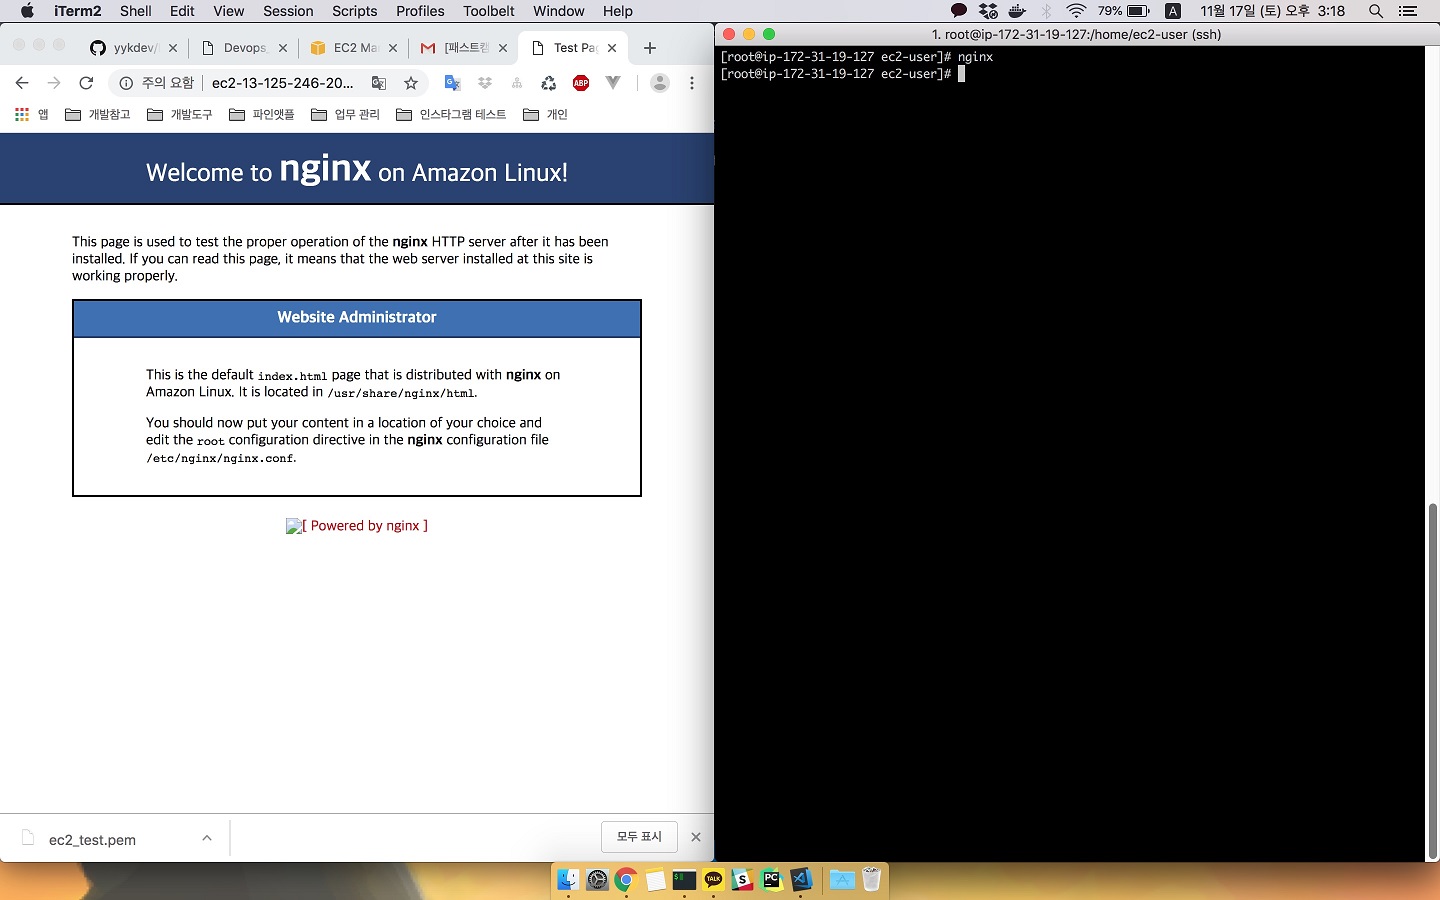 iTerm2 Shell Edit View Session Scripts Profiles Toolbelt Window Help 79% A 11월 17일 (토) 오후 3:18
yykdev/ Devops_ EC2 Ma [패스트캠 Test Pa
주의 요함 ec2-13-125-246-20... ABP
앱 개발참고 개발도구 파인앳플 업무 관리 인스타그램 테스트 개인
Welcome to nginx on Amazon Linux!
This page is used to test the proper operation of the nginx HTTP server after it has been
installed. If you can read this page, it means that the web server installed at this site is
working properly.
Website Administrator
This is the default index.html page that is distributed with nginx on
Amazon Linux. It is located in /usr/share/nginx/html.
You should now put your content in a location of your choice and
edit the root configuration directive in the nginx configuration file
/etc/nginx/nginx.conf.
[ Powered by nginx ]
ec2_test.pem
모두 표시
1. root@ip-172-31-19-127:/home/ec2-user (ssh)
[root@ip-172-31-19-127 ec2-user]# nginx
[root@ip-172-31-19-127 ec2-user]#
TALK
S
PC